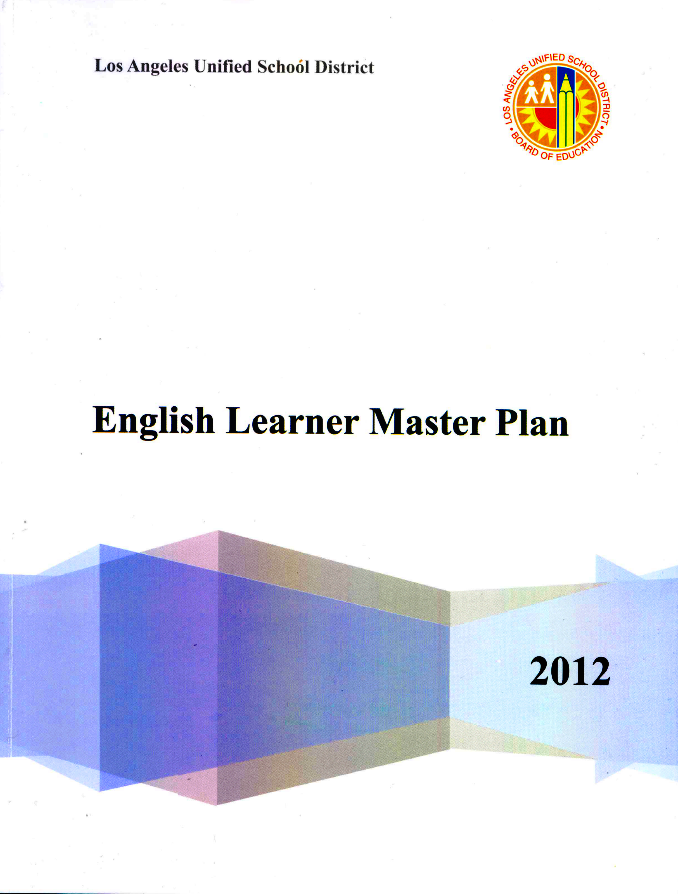 Los Angeles Unified School District
LOS ANGELES UNIFIED SCHOOL DISTRICT
• BOARD OF EDUCATION •
English Learner Master Plan
2012